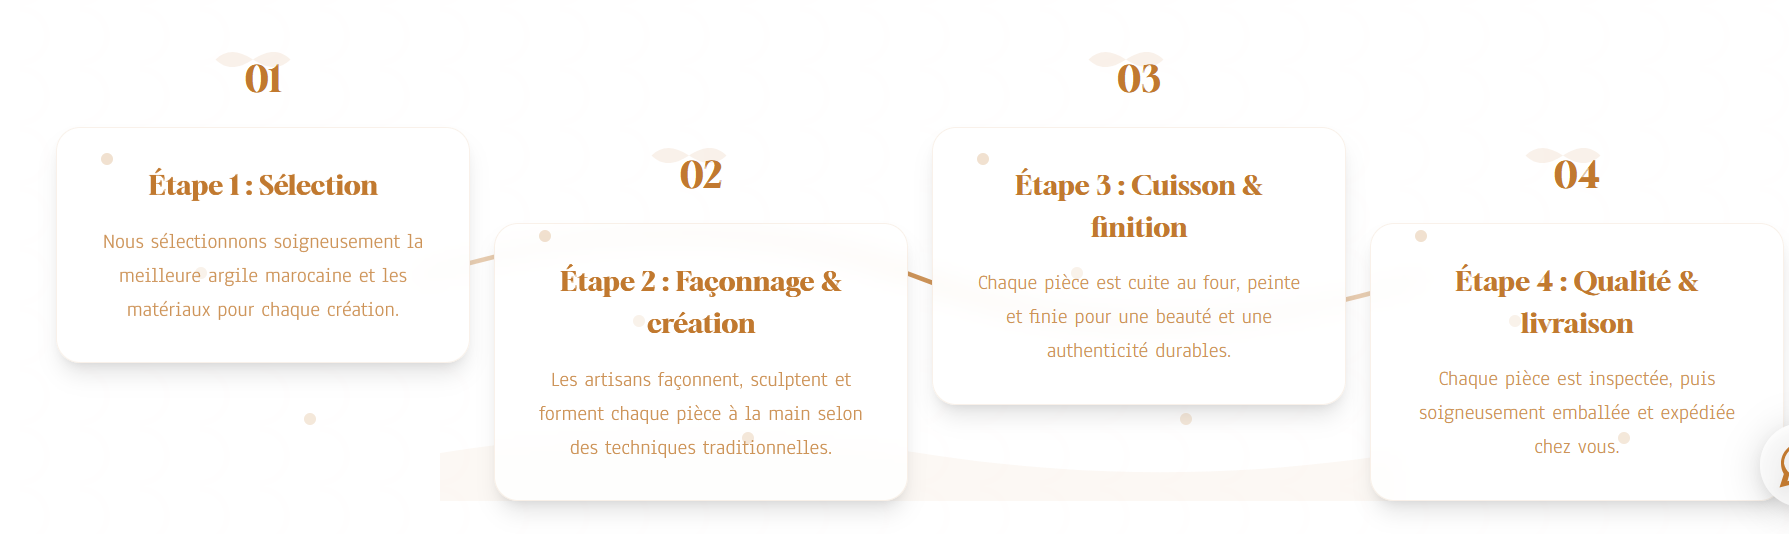 01
Étape 1 : Sélection
Nous sélectionnons soigneusement la
meilleure argile marocaine et les
matériaux pour chaque création.
02
Étape 2 : Façonnage &
création
Les artisans façonnent, sculptent et
forment chaque pièce à la main selon
des techniques traditionnelles.
03
Étape 3 : Cuisson &
finition
Chaque pièce est cuite au four, peinte
et finie pour une beauté et une
authenticité durables.
04
Étape 4 : Qualité &
livraison
Chaque pièce est inspectée, puis
soigneusement emballée et expédiée
chez vous.